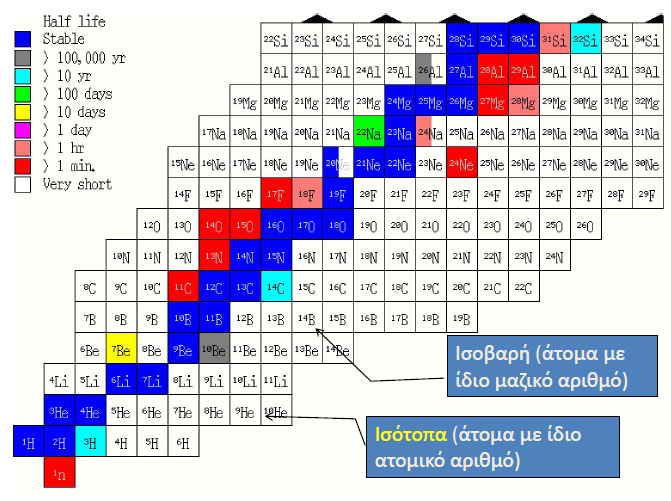 Half life
Stable
> 100,000 yr
> 10 yr
> 100 days
> 10 days
> 1 day
> 1 hr
> 1 min.
Very short
22Si 23Si 24Si 25Si 26Si 27Si 28Si 29Si 30Si 31Si 32Si 33Si 34Si
21Al 22Al 23Al 24Al 25Al 26Al 27Al 28Al 29Al 30Al 31Al 32Al 33Al
19Mg 20Mg 21Mg 22Mg 23Mg 24Mg 25Mg 26Mg 27Mg 28Mg 29Mg 30Mg 31Mg 32Mg
17Na 18Na 19Na 20Na 21Na 22Na 23Na 24Na 25Na 26Na 27Na 28Na 29Na 30Na 31Na
15Ne 16Ne 17Ne 18Ne 19Ne 20Ne 21Ne 22Ne 23Ne 24Ne 25Ne 26Ne 27Ne 28Ne 29Ne 30Ne
14F 15F 16F 17F 18F 19F 20F 21F 22F 23F 24F 25F 26F 27F 28F 29F
12O 13O 14O 15O 16O 17O 18O 19O 20O 21O 22O 23O 24O 25O 26O
10N 11N 12N 13N 14N 15N 16N 17N 18N 19N 20N 21N 22N 23N 24N
8C 9C 10C 11C 12C 13C 14C 15C 16C 17C 18C 19C 20C 21C 22C
7B 8B 9B 10B 11B 12B 13B 14B 15B 16B 17B 18B 19B
6Be 7Be 8Be 9Be 10Be 11Be 12Be 13Be 14Be
4Li 5Li 6Li 7Li 8Li 9Li 10Li 11Li
3He 4He 5He 6He 7He 8He 9He 10He
1H 2H 3H 4H 5H 6H
1n
Ισοβαρή (άτομα με
ίδιο μαζικό αριθμό)
Ισότοπα (άτομα με ίδιο
ατομικό αριθμό)